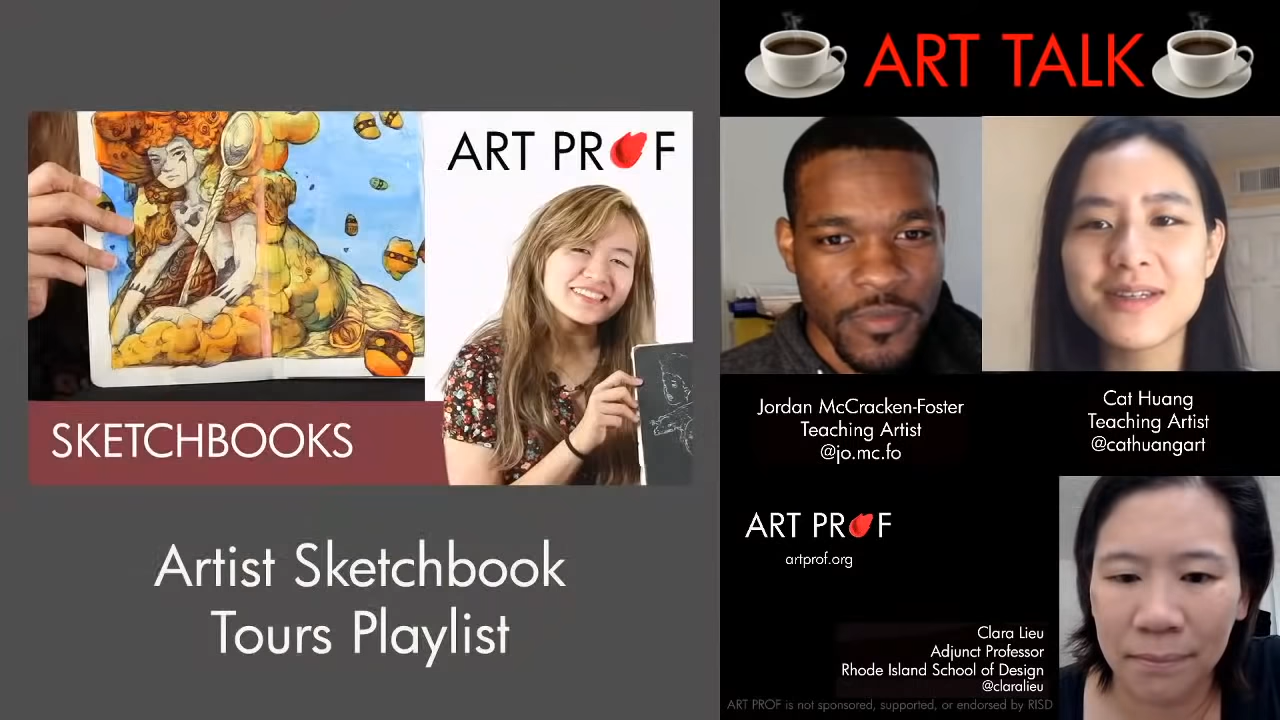 ART PROF
SKETCHBOOKS
Artist Sketchbook
Tours Playlist
ART TALK
Jordan McCracken-Foster
Teaching Artist
@jo.mc.fo
Cat Huang
Teaching Artist
@cathuangart
ART PROF
artprof.org
Clara Lieu
Adjunct Professor
Rhode Island School of Design
@claralieu
ART PROF is not sponsored, supported, or endorsed by RISD